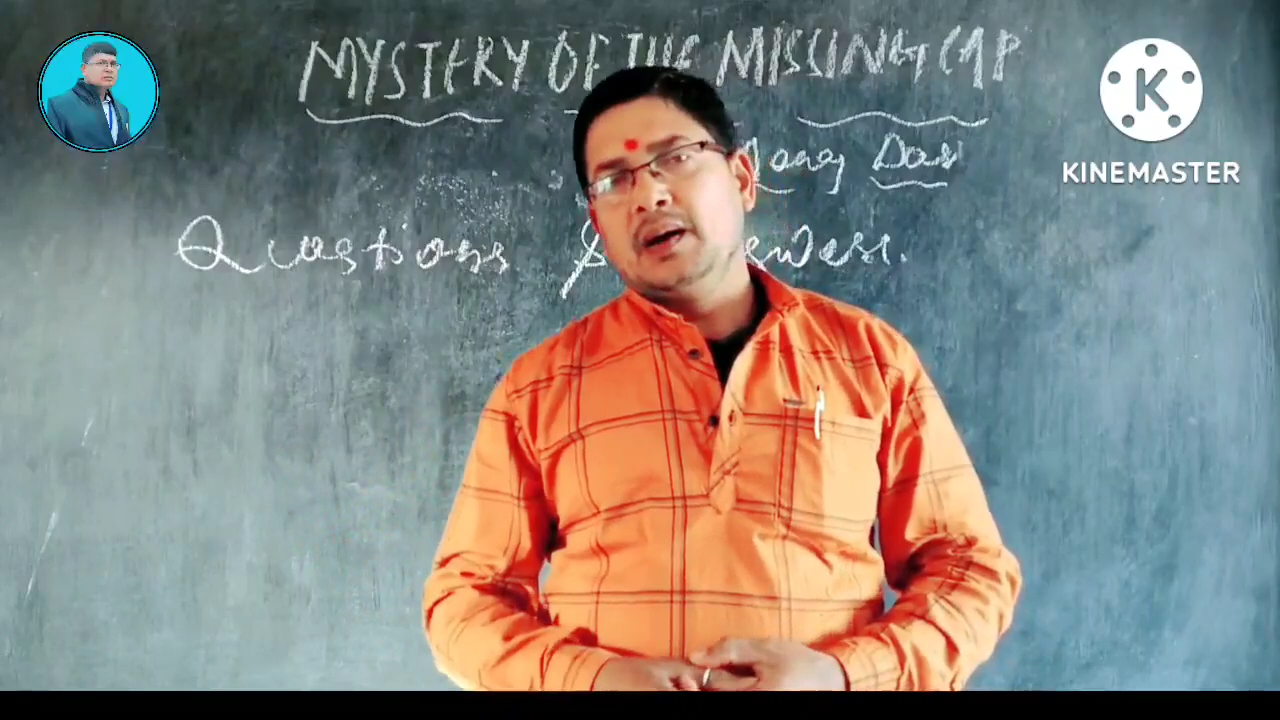 MYSTERY OF THE MISSING CAP
Das
Questions
KINEMASTER
K